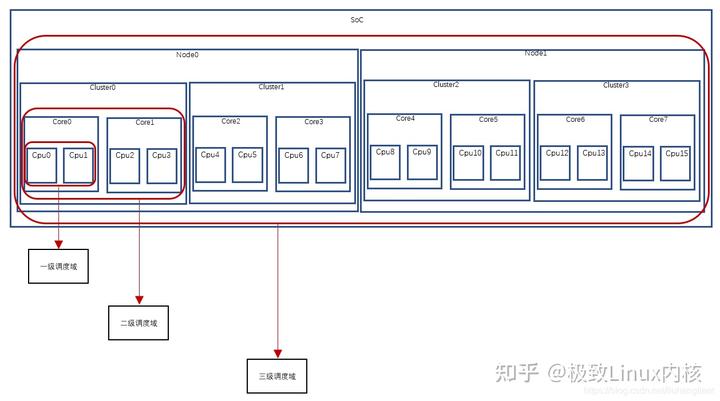 SoC
Node0
Node1
Cluster0
Cluster1
Cluster2
Cluster3
Core0
Core1
Core2
Core3
Core4
Core5
Core6
Core7
Cpu0
Cpu1
Cpu2
Cpu3
Cpu4
Cpu5
Cpu6
Cpu7
Cpu8
Cpu9
Cpu10
Cpu11
Cpu12
Cpu13
Cpu14
Cpu15
一级调度域
二级调度域
三级调度域
知乎 @极致Linux内核